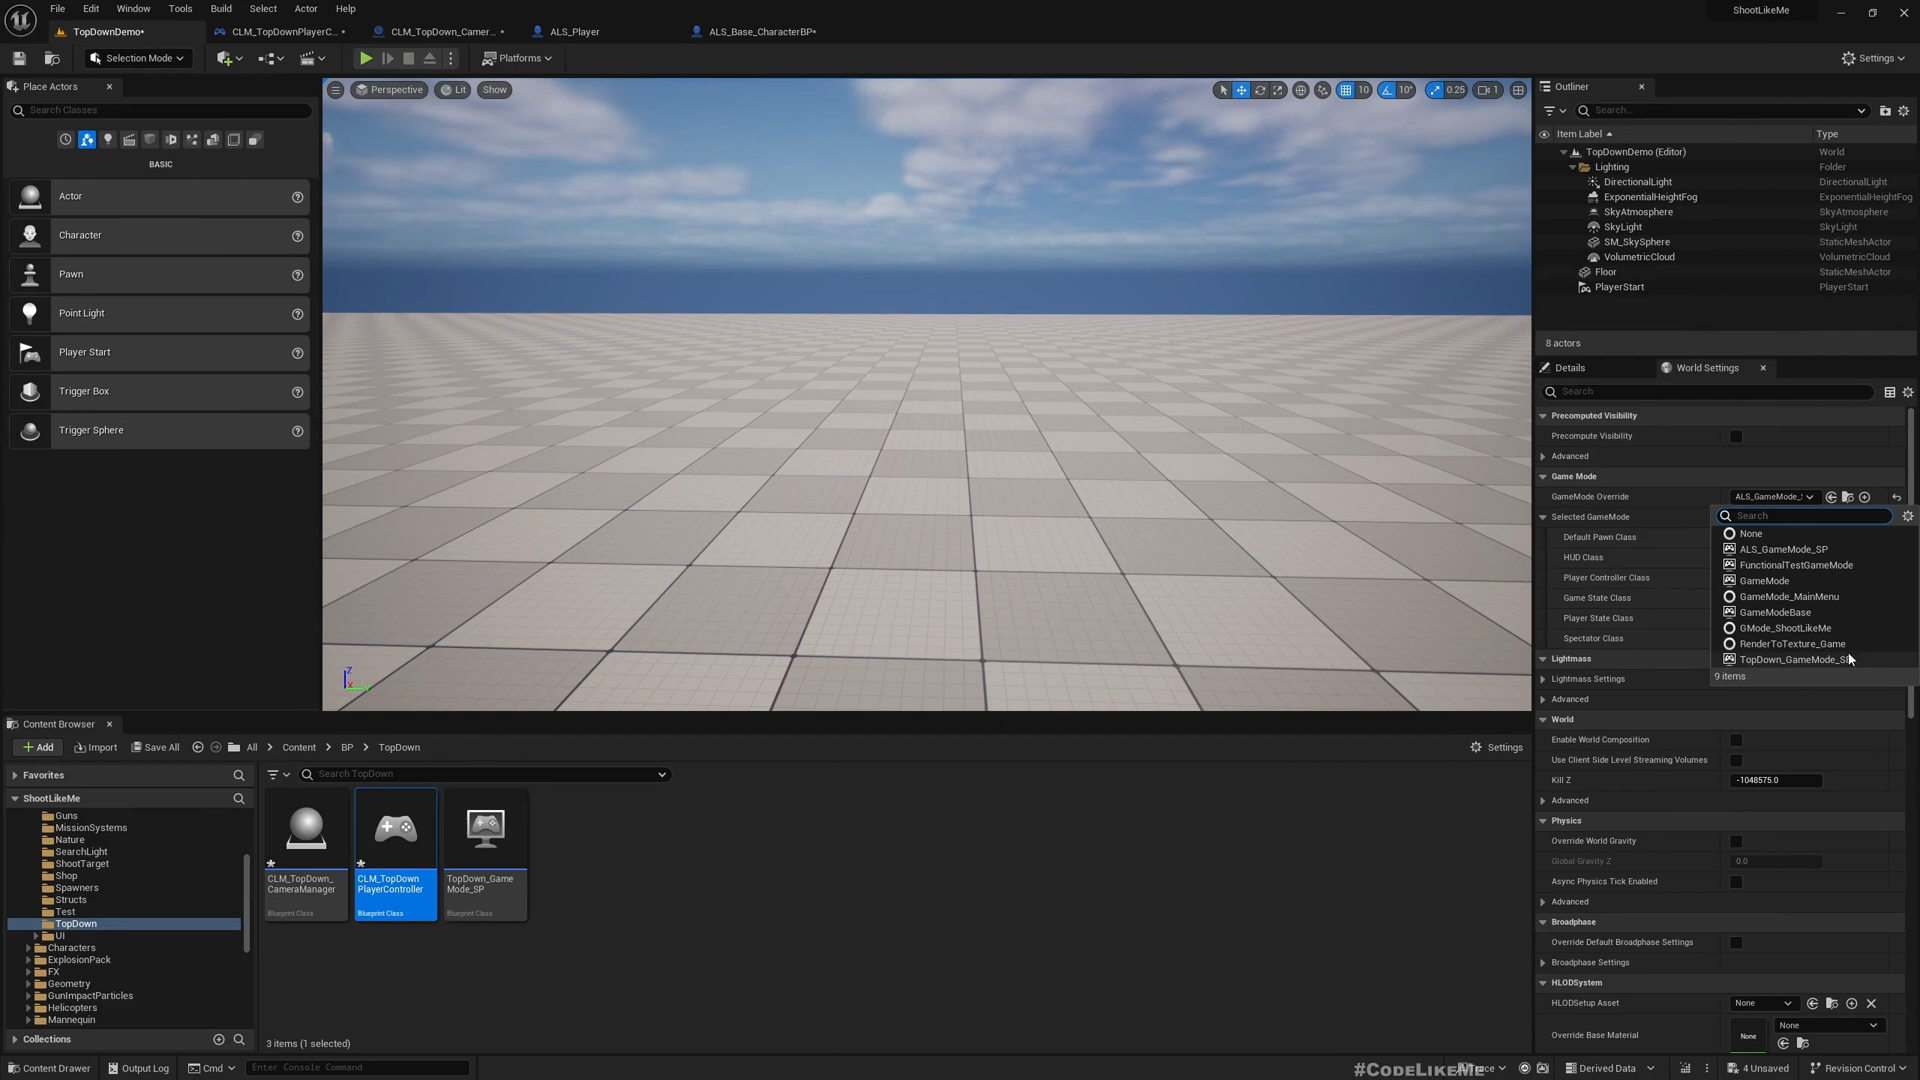 File Edit Window Tools Build Select Actor Help
ShootLikeMe
TopDownDemo•
CLM_TopDownPlayerC... •
CLM_TopDown_Camer... •
ALS_Player
ALS_Base_CharacterBP•
Selection Mode
Platforms
Settings
Place Actors
Search Classes
BASIC
Actor
Character
Pawn
Point Light
Player Start
Trigger Box
Trigger Sphere
Perspective
Lit
Show
10
10°
0.25
1
Z
X
Outliner
Search...
Item Label
Type
TopDownDemo (Editor) World
Lighting Folder
DirectionalLight DirectionalLight
ExponentialHeightFog ExponentialHeightFog
SkyAtmosphere SkyAtmosphere
SkyLight SkyLight
SM_SkySphere StaticMeshActor
VolumetricCloud VolumetricCloud
Floor StaticMeshActor
PlayerStart PlayerStart
8 actors
Details
World Settings
Search
Precomputed Visibility
Precompute Visibility
Advanced
Game Mode
GameMode Override
ALS_GameMode_
Selected GameMode
Default Pawn Class
HUD Class
Player Controller Class
Game State Class
Player State Class
Spectator Class
Search
None
ALS_GameMode_SP
FunctionalTestGameMode
GameMode
GameMode_MainMenu
GameModeBase
GMode_ShootLikeMe
RenderToTexture_Game
TopDown_GameMode_SP
9 items
Lightmass
Lightmass Settings
Advanced
World
Enable World Composition
Use Client Side Level Streaming Volumes
Kill Z
-1048575.0
Advanced
Physics
Override World Gravity
Global Gravity Z
0.0
Async Physics Tick Enabled
Advanced
Broadphase
Override Default Broadphase Settings
Broadphase Settings
HLODSystem
HLODSetup Asset
None
Override Base Material
None
None
Content Browser
Add
Import
Save All
All
Content
BP
TopDown
Settings
Favorites
Search TopDown
ShootLikeMe
Guns
MissionSystems
Nature
SearchLight
ShootTarget
Shop
Spawners
Structs
Test
TopDown
UI
Characters
ExplosionPack
FX
Geometry
GunImpactParticles
Helicopters
Mannequin
Collections
CLM_TopDown_
CameraManager
Blueprint Class
CLM_TopDown
PlayerController
Blueprint Class
TopDown_Game
Mode_SP
Blueprint Class
3 items (1 selected)
Content Drawer
Output Log
Cmd
Enter Console Command
#CODELIKEME
Trace
Derived Data
4 Unsaved
Revision Control